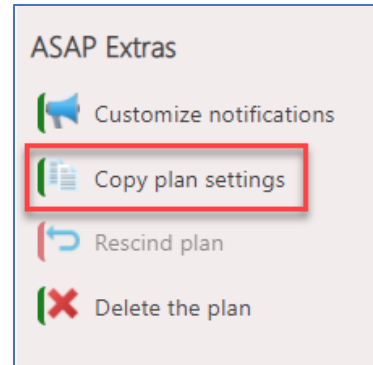 ASAP Extras
Customize notifications
Copy plan settings
Rescind plan
Delete the plan